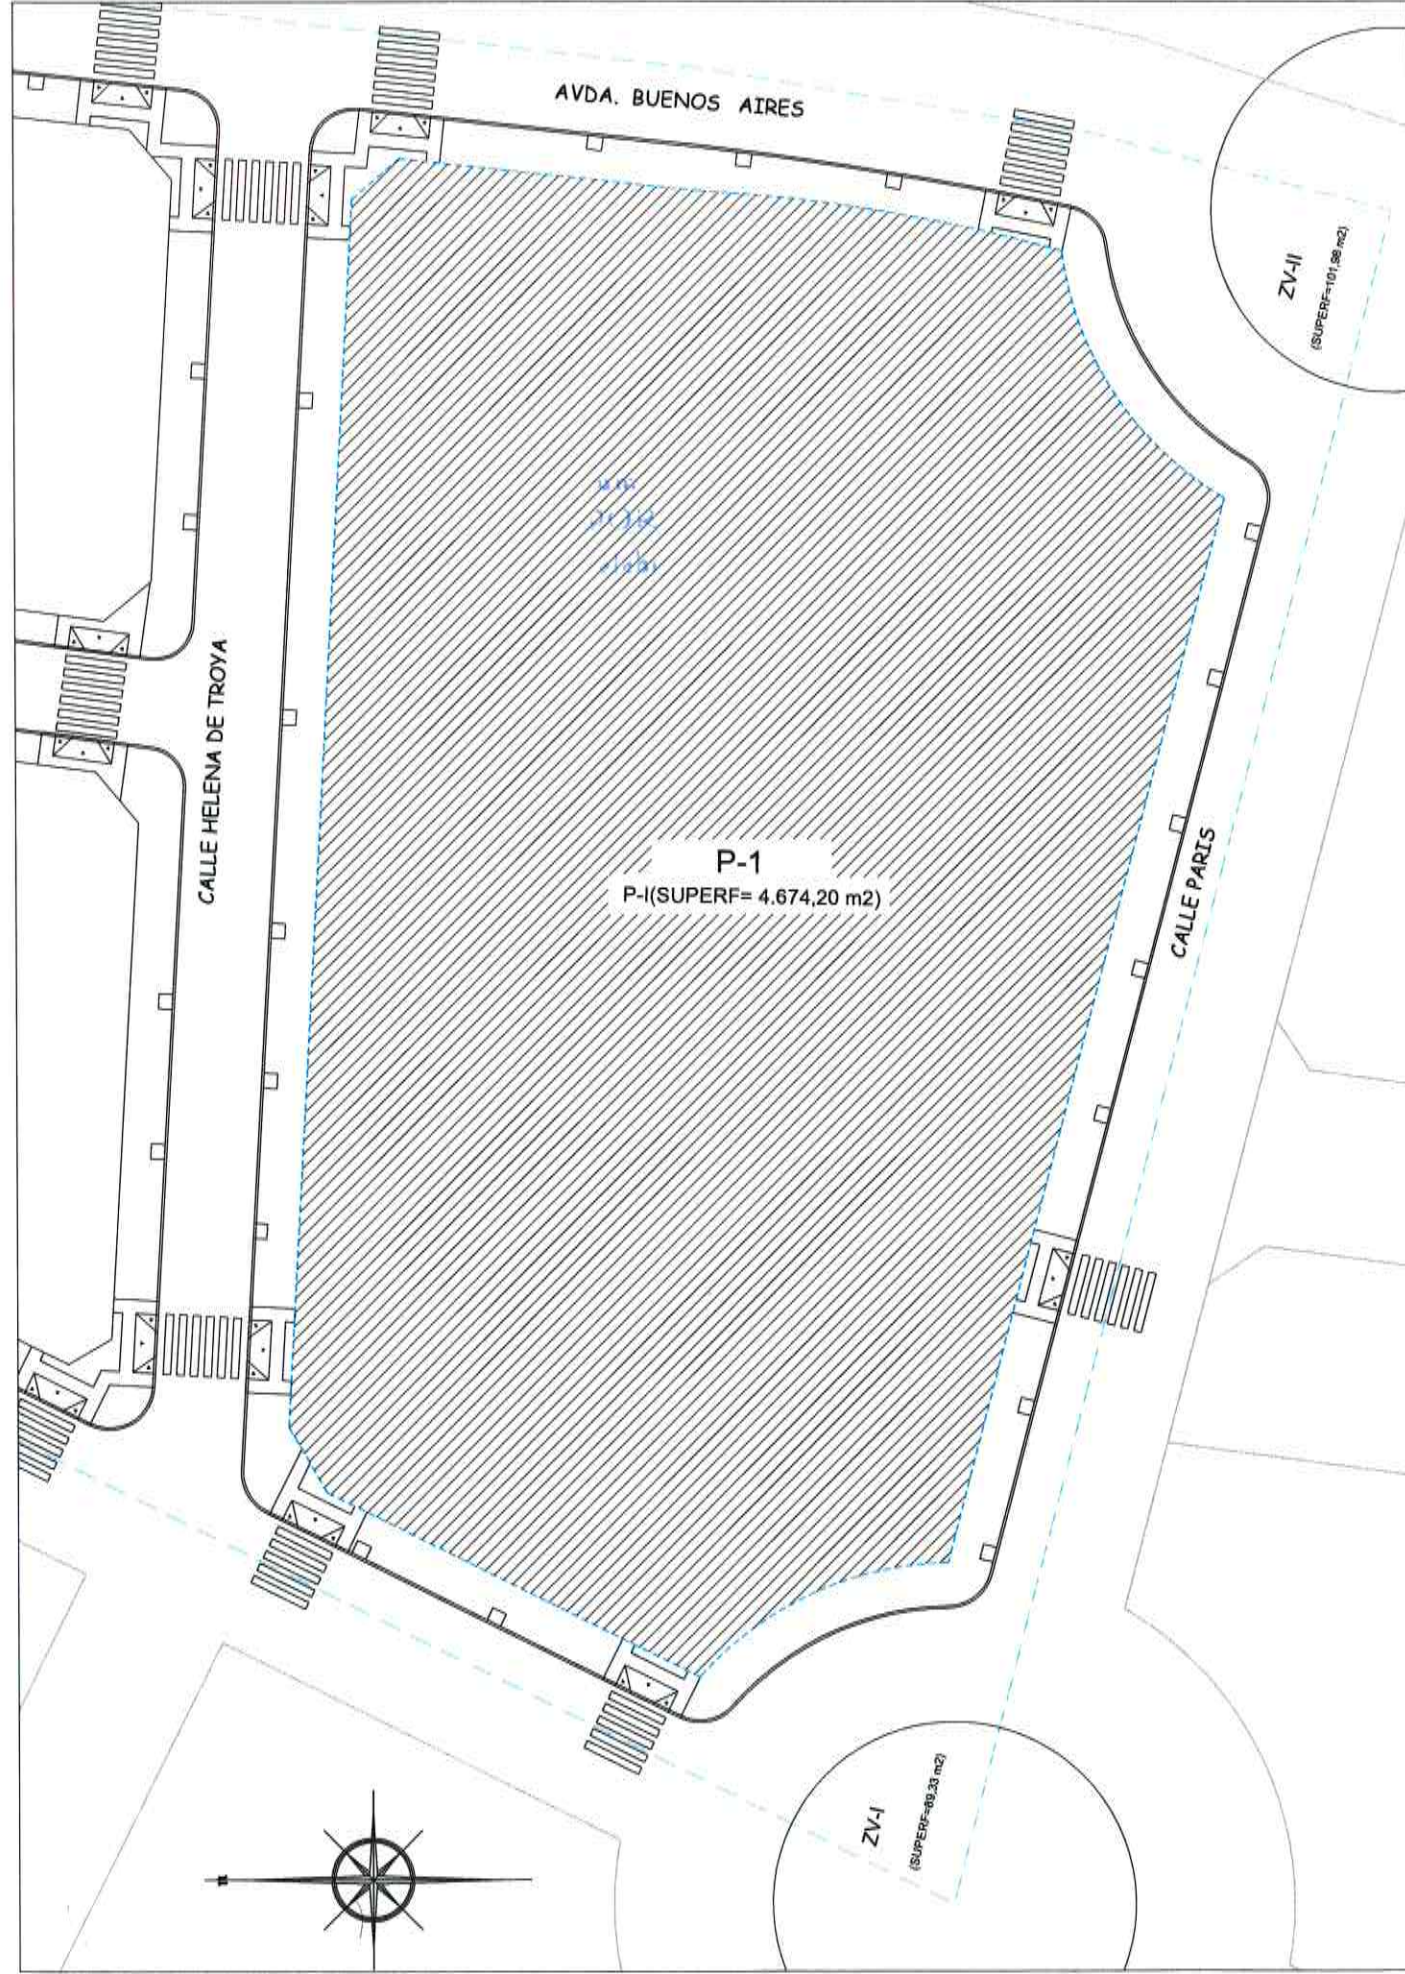 AVDA. BUENOS AIRES
ZV-II
(SUPERF=101,98 m2)
CALLE HELENA DE TROYA
P-1
P-I(SUPERF= 4.674,20 m2)
CALLE PARIS
ZV-I
(SUPERF=89,33 m2)
n